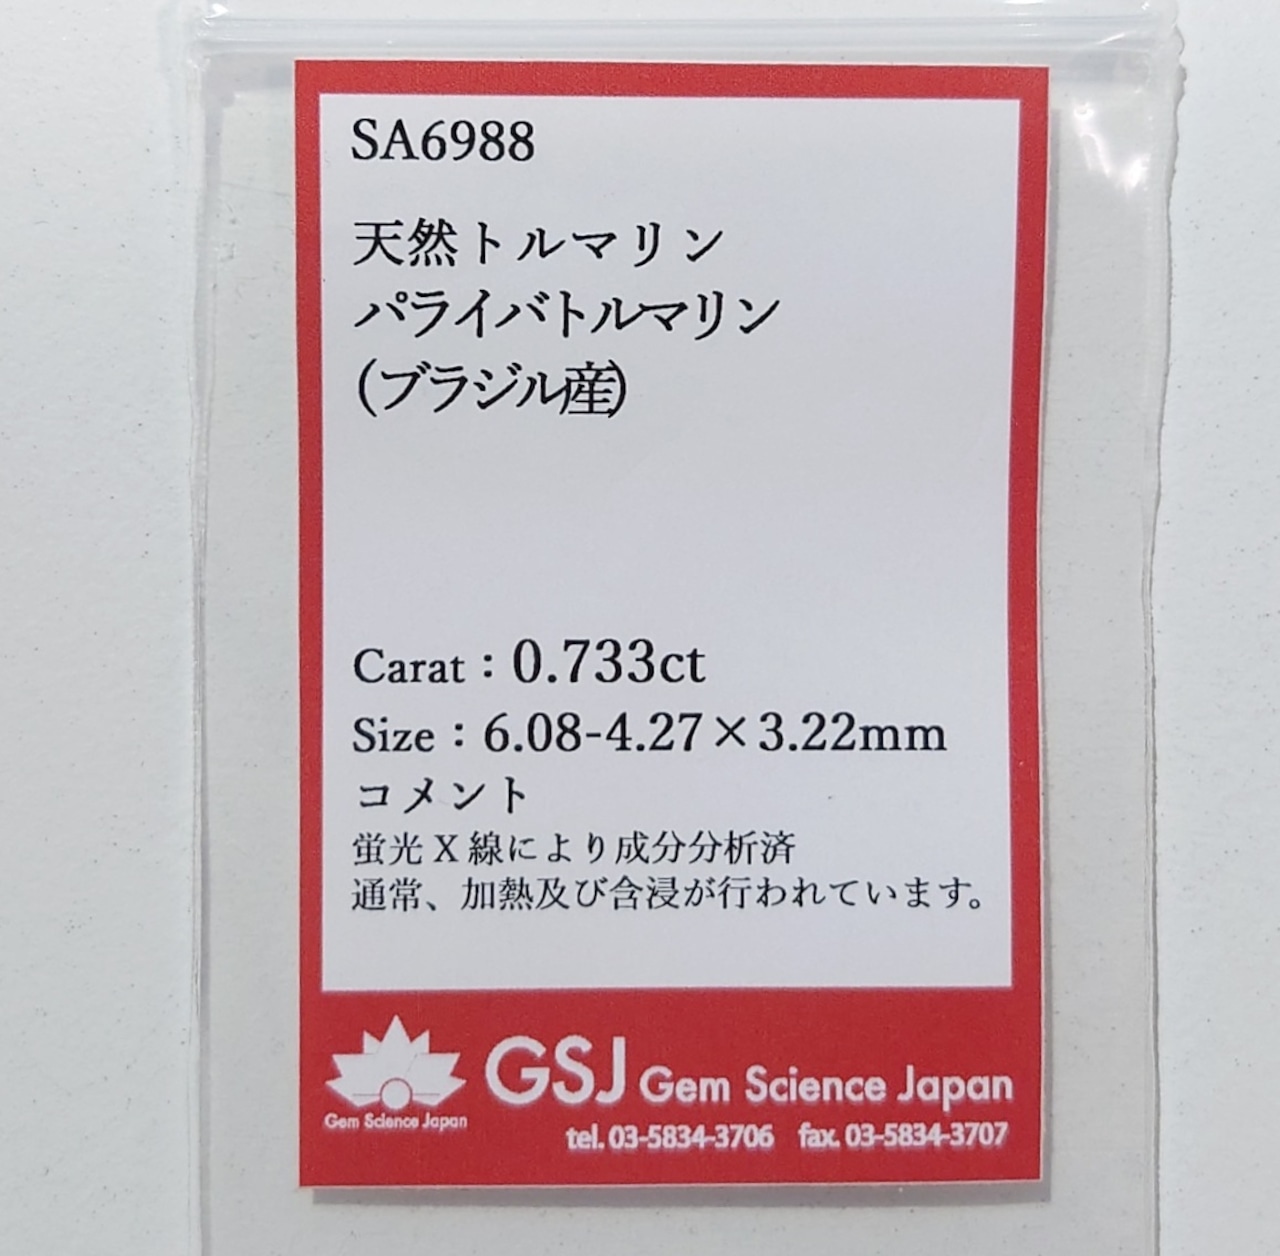 SA6988
天然トルマリン
パライバトルマリン
(ブラジル産)
Carat：0.733ct
Size：6.08-4.27×3.22mm
コメント
蛍光X線により成分分析済
通常、加熱及び含浸が行われています。
GSJ Gem Science Japan
Gem Science Japan
tel. 03-5834-3706 fax. 03-5834-3707